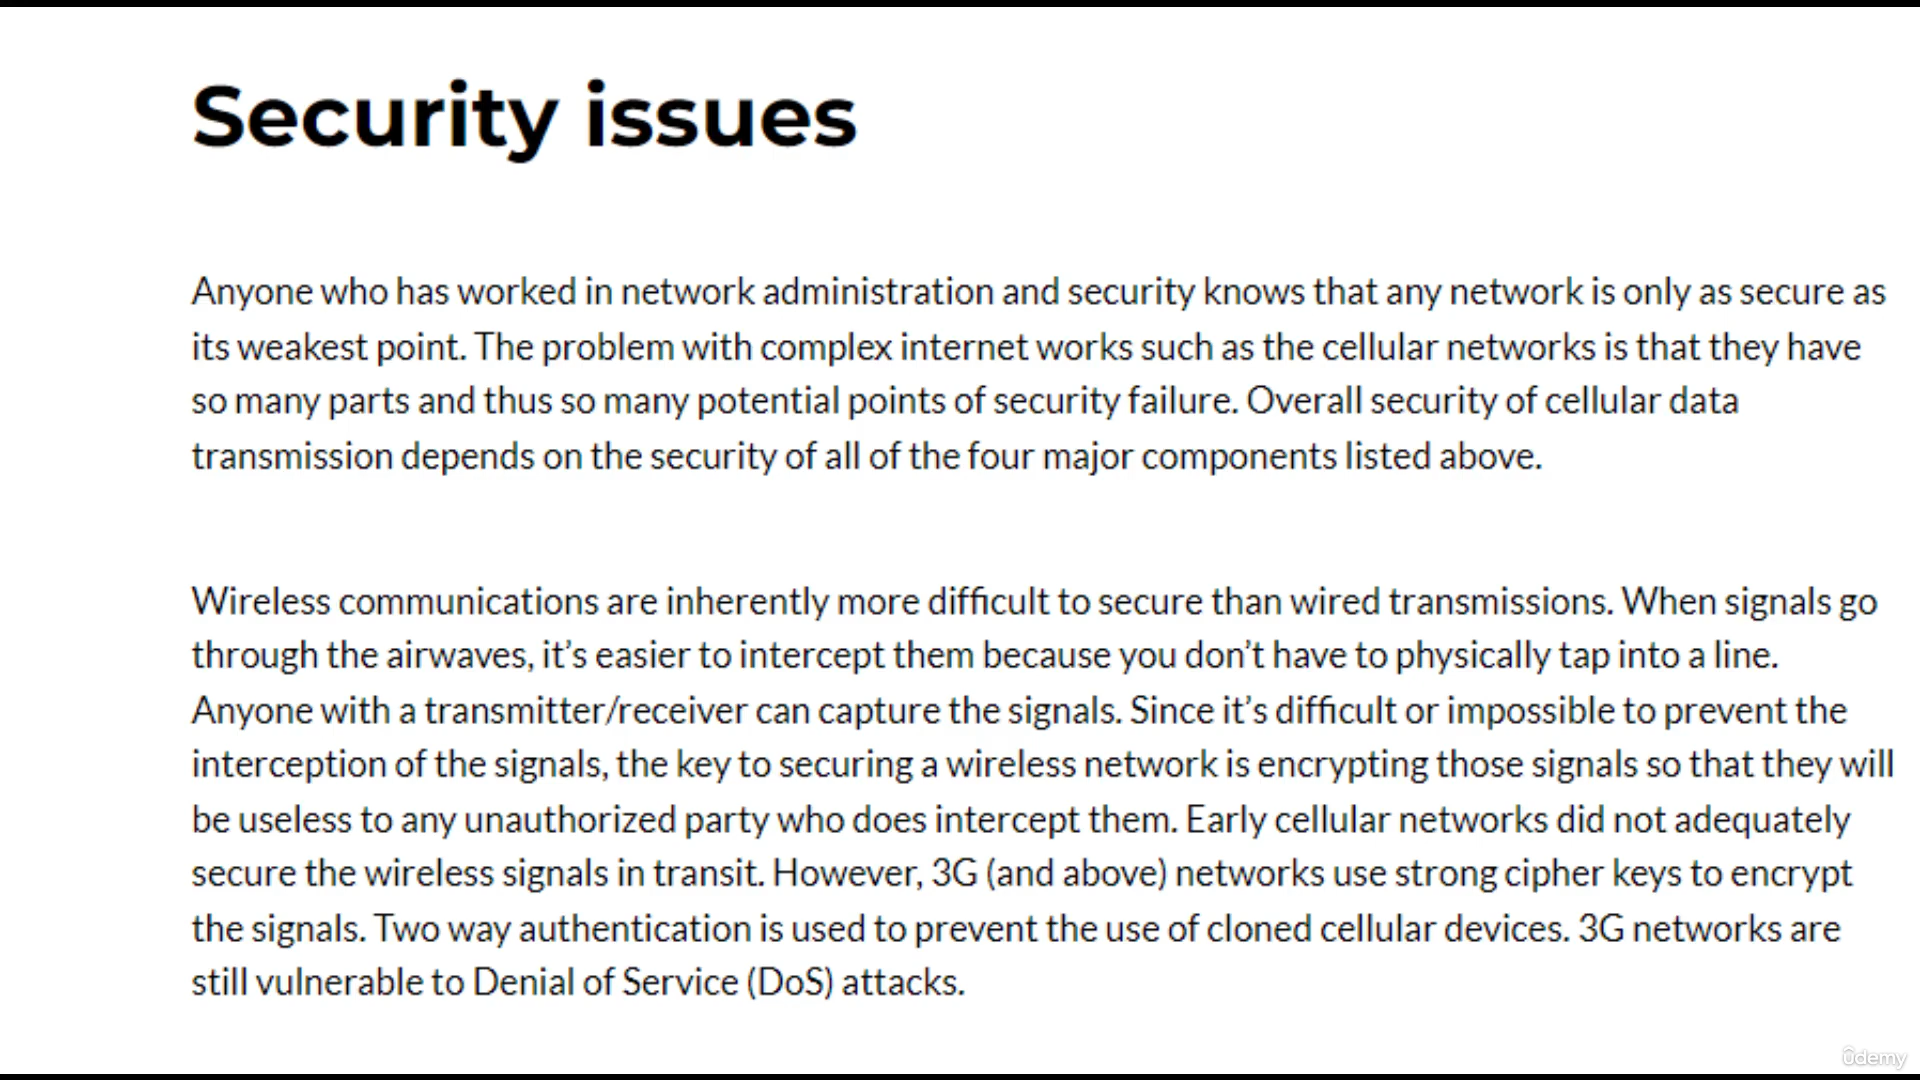 Security issues
Anyone who has worked in network administration and security knows that any network is only as secure as
its weakest point. The problem with complex internet works such as the cellular networks is that they have
so many parts and thus so many potential points of security failure. Overall security of cellular data
transmission depends on the security of all of the four major components listed above.
Wireless communications are inherently more difficult to secure than wired transmissions. When signals go
through the airwaves, it’s easier to intercept them because you don’t have to physically tap into a line.
Anyone with a transmitter/receiver can capture the signals. Since it’s difficult or impossible to prevent the
interception of the signals, the key to securing a wireless network is encrypting those signals so that they will
be useless to any unauthorized party who does intercept them. Early cellular networks did not adequately
secure the wireless signals in transit. However, 3G (and above) networks use strong cipher keys to encrypt
the signals. Two way authentication is used to prevent the use of cloned cellular devices. 3G networks are
still vulnerable to Denial of Service (DoS) attacks.
ûdemy